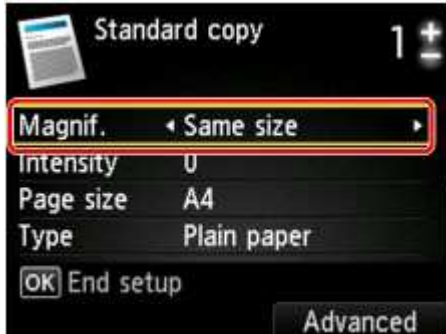 Standard copy
1
Magnif. Same size
Intensity 0
Page size A4
Type Plain paper
OK End setup
Advanced